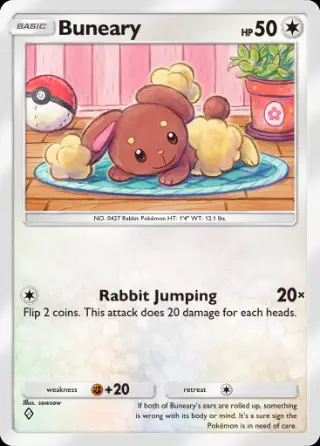 BASIC Buneary HP 50
NO. 0427 Rabbit Pokémon HT: 1'4" WT: 12.1 lbs.
Rabbit Jumping 20×
Flip 2 coins. This attack does 20 damage for each heads.
weakness +20 retreat
Illus. sowsow
If both of Buneary's ears are rolled up, something
is wrong with its body or mind. It's a sure sign the
Pokémon is in need of care.